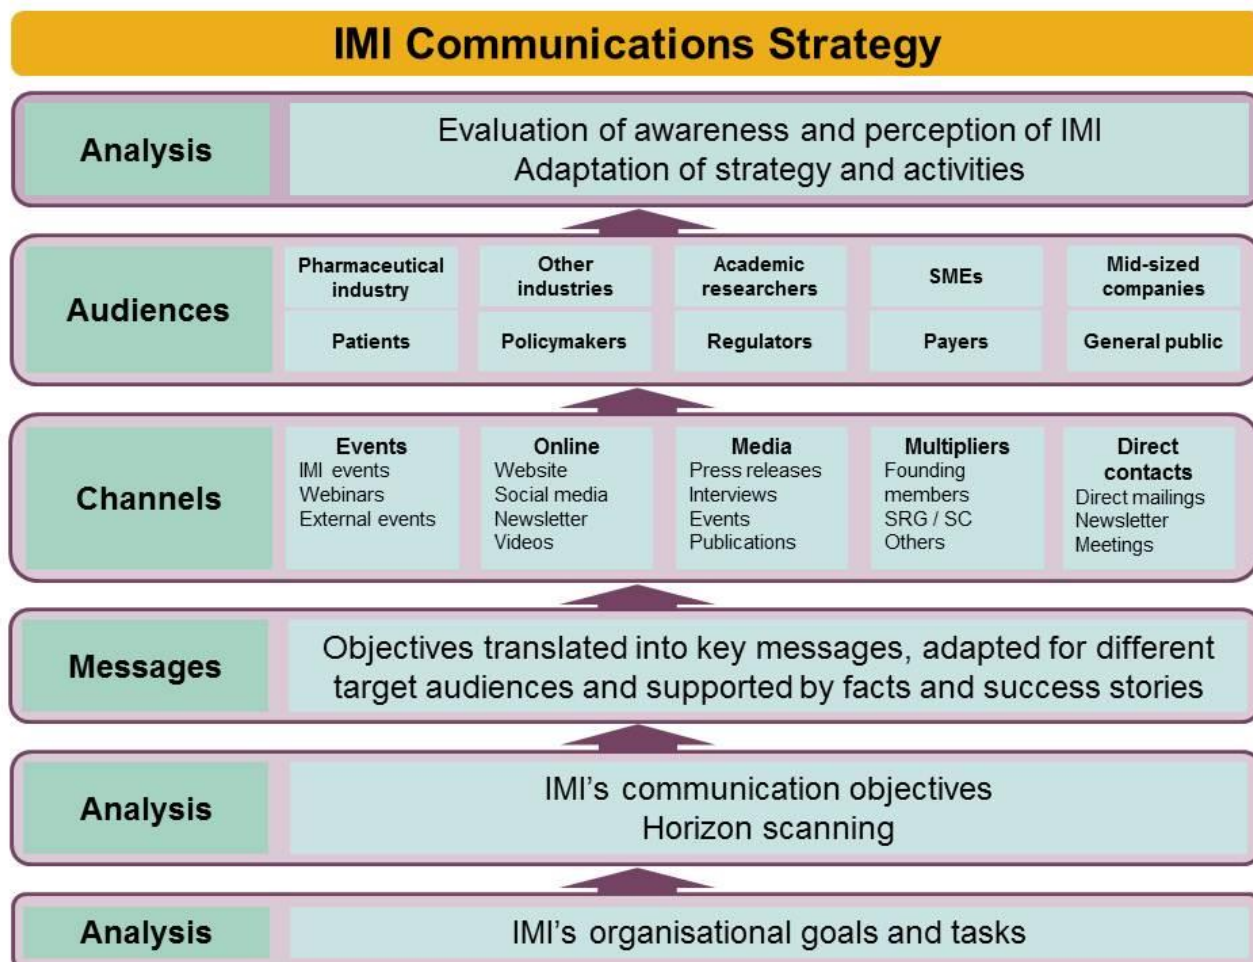 IMI Communications Strategy
Analysis
Evaluation of awareness and perception of IMI
Adaptation of strategy and activities
Audiences
Pharmaceutical
industry
Other
industries
Academic
researchers
SMEs
Mid-sized
companies
Patients
Policymakers
Regulators
Payers
General public
Channels
Events
IMI events
Webinars
External events
Online
Website
Social media
Newsletter
Videos
Media
Press releases
Interviews
Events
Publications
Multipliers
Founding
members
SRG / SC
Others
Direct
contacts
Direct mailings
Newsletter
Meetings
Messages
Objectives translated into key messages, adapted for different
target audiences and supported by facts and success stories
Analysis
IMI's communication objectives
Horizon scanning
Analysis
IMI's organisational goals and tasks